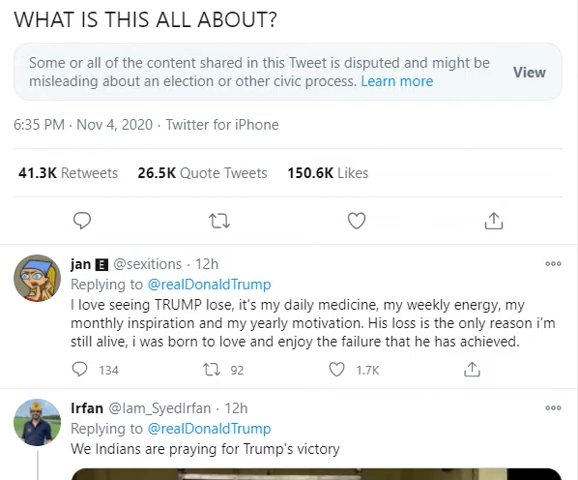 WHAT IS THIS ALL ABOUT?
Some or all of the content shared in this Tweet is disputed and might be
misleading about an election or other civic process. Learn more
View
6:35 PM · Nov 4, 2020 · Twitter for iPhone
41.3K Retweets 26.5K Quote Tweets 150.6K Likes
jan E @sexitions · 12h
Replying to @realDonaldTrump
I love seeing TRUMP lose, it's my daily medicine, my weekly energy, my
monthly inspiration and my yearly motivation. His loss is the only reason i'm
still alive, i was born to love and enjoy the failure that he has achieved.
134 92 1.7K
Irfan @Iam_SyedIrfan · 12h
Replying to @realDonaldTrump
We Indians are praying for Trump's victory